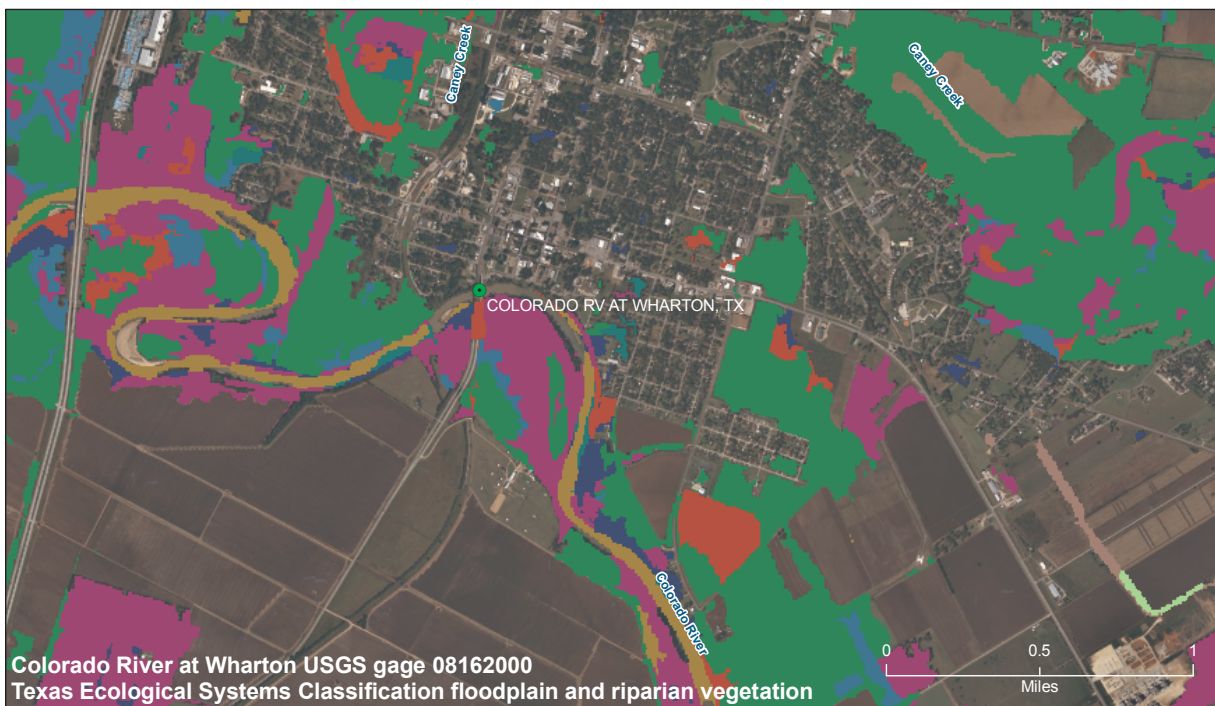 Caney Creek
Caney Creek
COLORADO RV AT WHARTON, TX
Colorado River
0 0.5 1
Miles
Colorado River at Wharton USGS gage 08162000
Texas Ecological Systems Classification floodplain and riparian vegetation